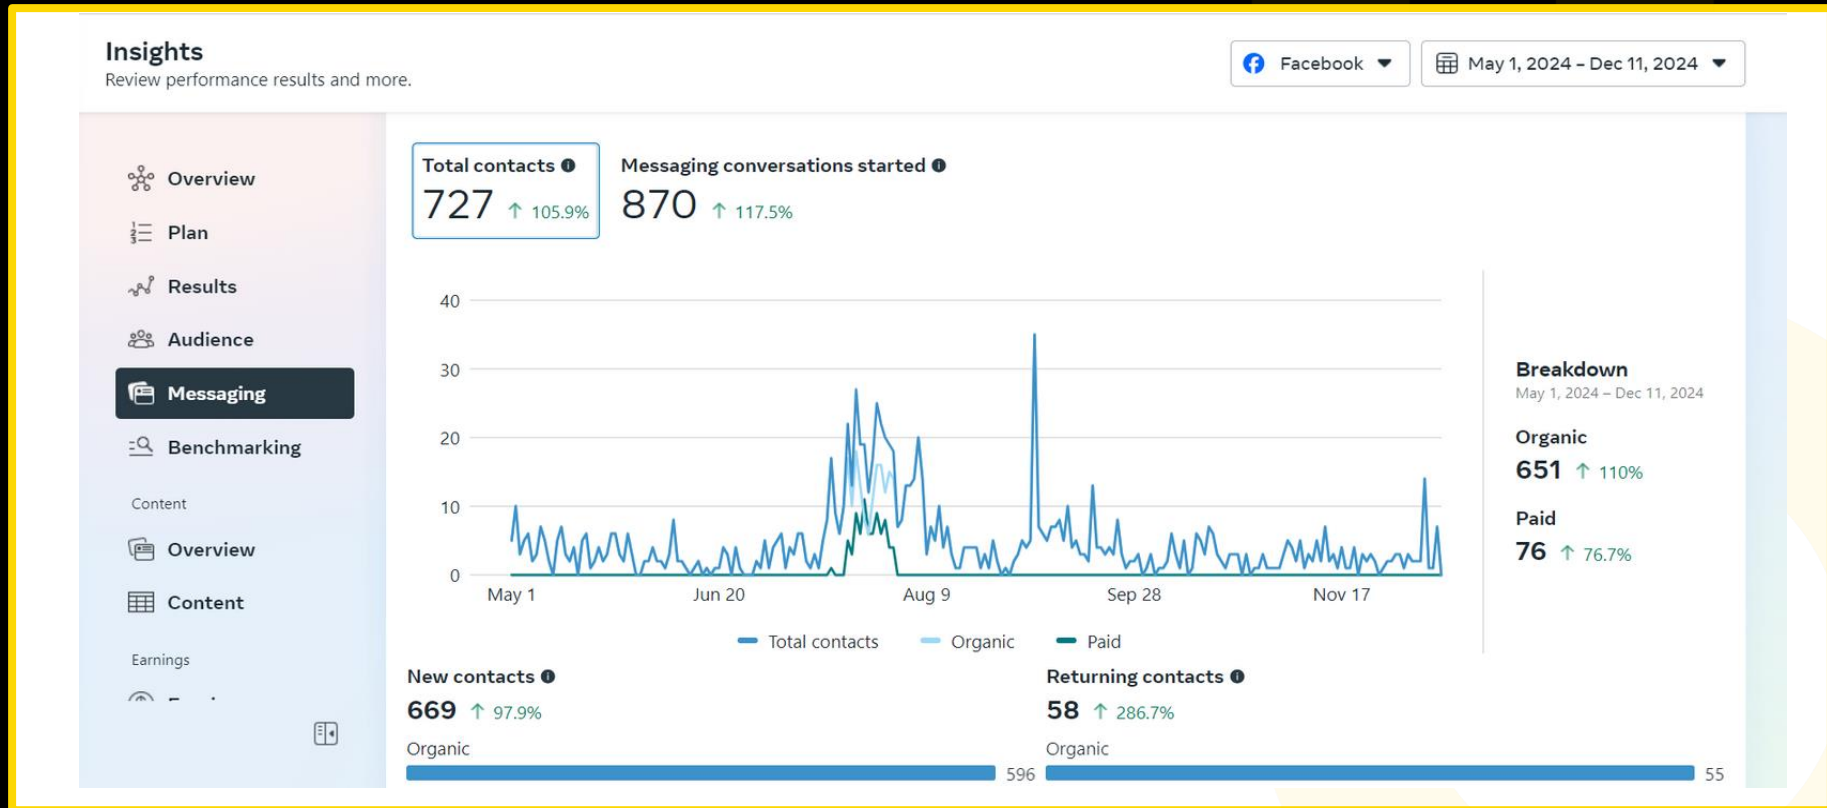 Insights
Review performance results and more.
Facebook
May 1, 2024 – Dec 11, 2024
Overview
Plan
Results
Audience
Messaging
Benchmarking
Content
Overview
Content
Earnings
Total contacts
727 ↑ 105.9%
Messaging conversations started
870 ↑ 117.5%
40
30
20
10
0
May 1
Jun 20
Aug 9
Sep 28
Nov 17
Total contacts
Organic
Paid
Breakdown
May 1, 2024 – Dec 11, 2024
Organic
651 ↑ 110%
Paid
76 ↑ 76.7%
New contacts
669 ↑ 97.9%
Organic
596
Returning contacts
58 ↑ 286.7%
Organic
55